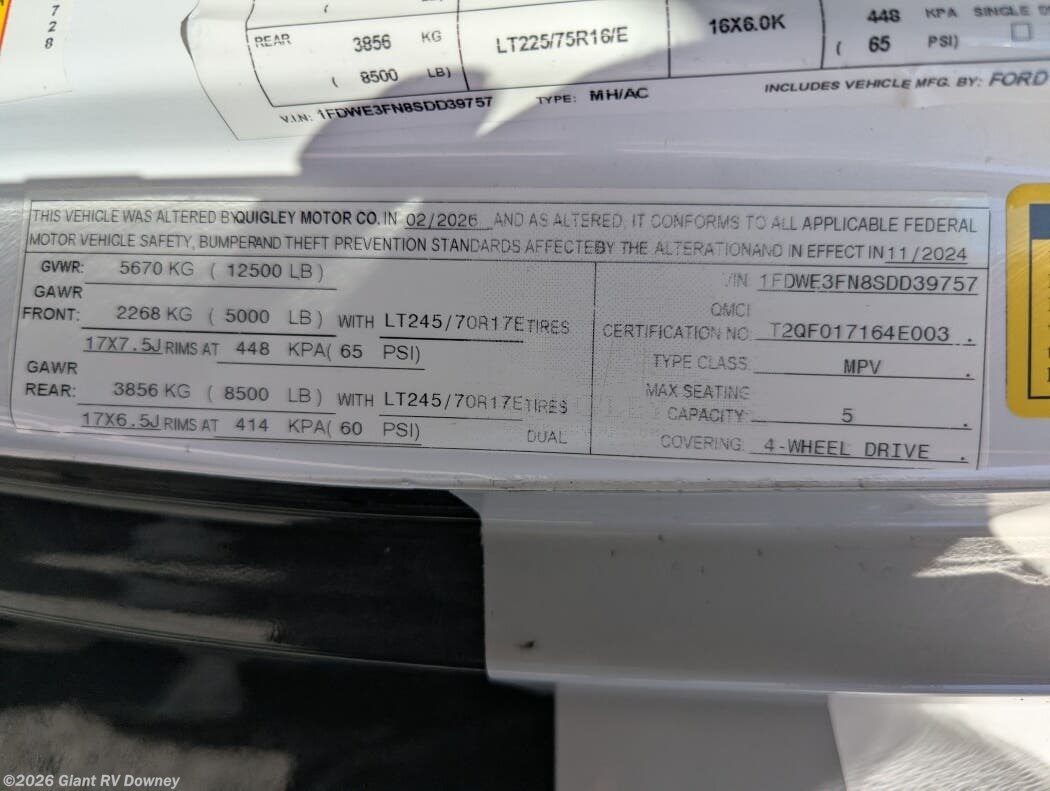 7
2
8
448 KPA SINGLE
REAR 3856 KG LT225/75R16/E 16X6.0K ( 65 PSI)
( 8500 LB)
V.I.N: 1FDWE3FN8SDD39757 TYPE: MH/AC INCLUDES VEHICLE MFG. BY: FORD
THIS VEHICLE WAS ALTERED BY QUIGLEY MOTOR CO. IN 02/2026 AND AS ALTERED, IT CONFORMS TO ALL APPLICABLE FEDERAL
MOTOR VEHICLE SAFETY, BUMPERAND THEFT PREVENTION STANDARDS AFFECTEBY THE ALTERATIONAND IN EFFECT IN 11/2024
GVWR: 5670 KG ( 12500 LB )
GAWR
FRONT: 2268 KG ( 5000 LB ) WITH LT245/70R17E TIRES
17X7.5J RIMS AT 448 KPA( 65 PSI)
GAWR
REAR: 3856 KG ( 8500 LB ) WITH LT245/70R17E TIRES
17X6.5J RIMS AT 414 KPA( 60 PSI) DUAL
VIN: 1FDWE3FN8SDD39757
QMCI
CERTIFICATION NO: T2QF017164E003 .
TYPE CLASS: MPV .
MAX SEATING
CAPACITY: 5 .
COVERING: 4-WHEEL DRIVE .
©2026 Giant RV Downey